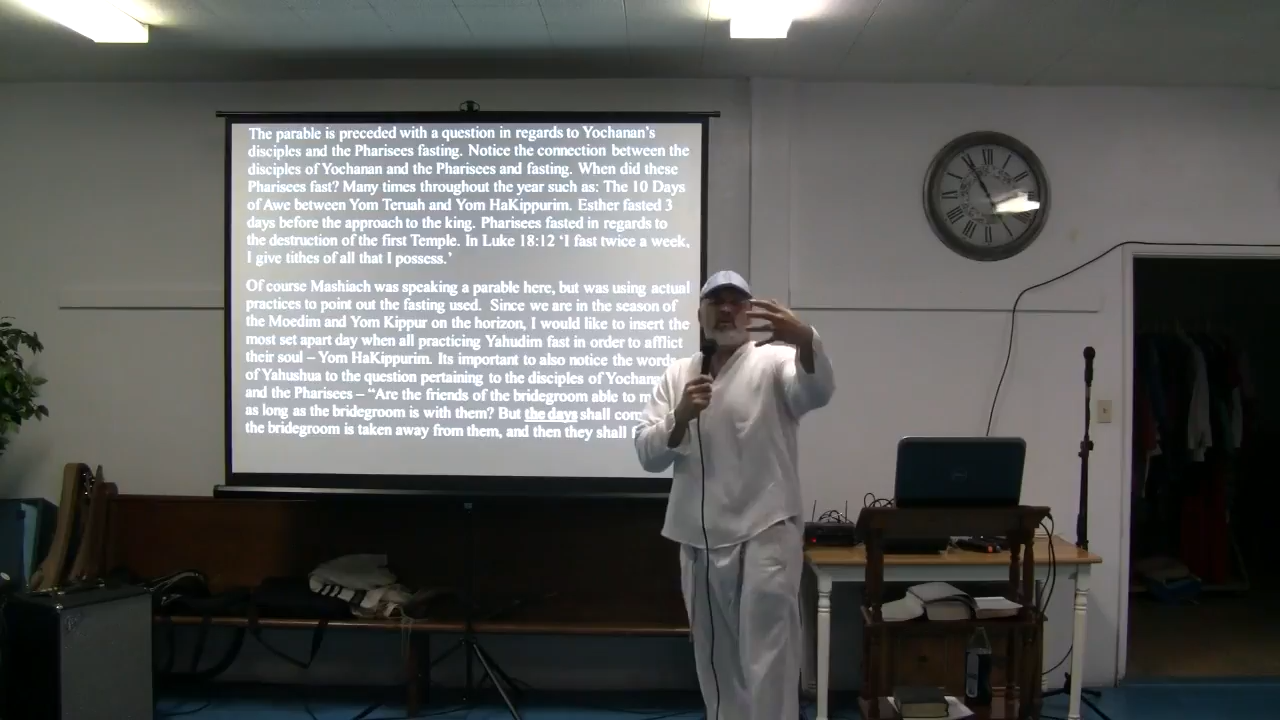 The parable is preceded with a question in regards to Yochanan's
disciples and the Pharisees fasting. Notice the connection between the
disciples of Yochanan and the Pharisees and fasting. When did these
Pharisees fast? Many times throughout the year such as: The 10 Days
of Awe between Yom Teruah and Yom HaKippurim. Esther fasted 3
days before the approach to the king. Pharisees fasted in regards to
the destruction of the first Temple. In Luke 18:12 'I fast twice a week,
I give tithes of all that I possess.'
Of course Mashiach was speaking a parable here, but was using actual
practices to point out the fasting used. Since we are in the season of
the Moedim and Yom Kippur on the horizon, I would like to insert the
most set apart day when all practicing Yahudim fast in order to afflict
their soul – Yom HaKippurim. Its important to also notice the words
of Yahushua to the question pertaining to the disciples of
and the Pharisees – “Are the friends of the bridegroom able to
as long as the bridegroom is with them? But the days shall
the bridegroom is taken away from them, and then they shall